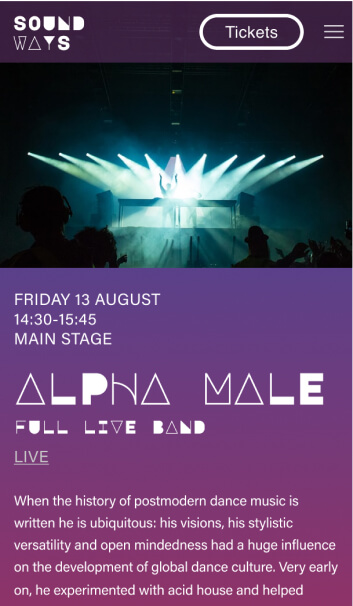 SOUND
WAYS
Tickets
FRIDAY 13 AUGUST
14:30-15:45
MAIN STAGE
ALPHA MALE
FULL LIVE BAND
LIVE
When the history of postmodern dance music is
written he is ubiquitous: his visions, his stylistic
versatility and open mindedness had a huge influence
on the development of global dance culture. Very early
on, he experimented with acid house and helped